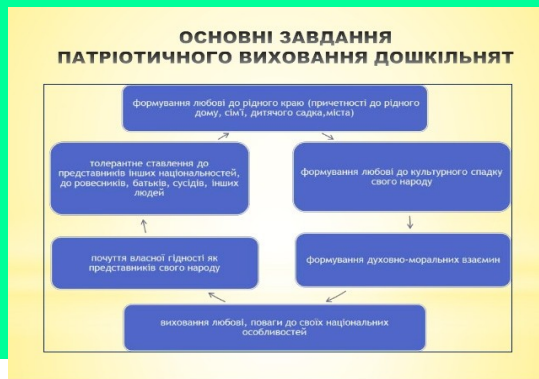 ОСНОВНІ ЗАВДАННЯ
ПАТРІОТИЧНОГО ВИХОВАННЯ ДОШКІЛЬНЯТ
формування любові до рідного краю (причетності до рідного
дому, сім'ї, дитячого садка,міста)
формування любові до культурного спадку
свого народу
формування духовно-моральних взаємин
виховання любові, поваги до своїх національних
особливостей
почуття власної гідності як
представників свого народу
толерантне ставлення до
представників інших національностей,
до ровесників, батьків, сусідів, інших
людей